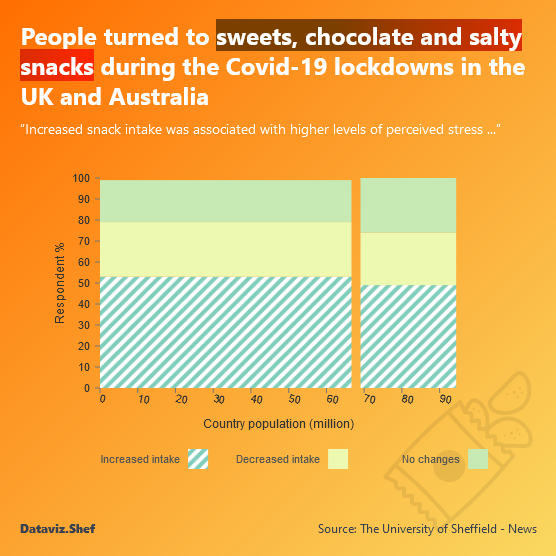 People turned to sweets, chocolate and salty
snacks during the Covid-19 lockdowns in the
UK and Australia
“Increased snack intake was associated with higher levels of perceived stress ...”
100
90
80
70
60
50
40
30
20
10
0
Respondent %
0 10 20 30 40 50 60 70 80 90
Country population (million)
Increased intake Decreased intake No changes
Dataviz.Shef Source: The University of Sheffield - News